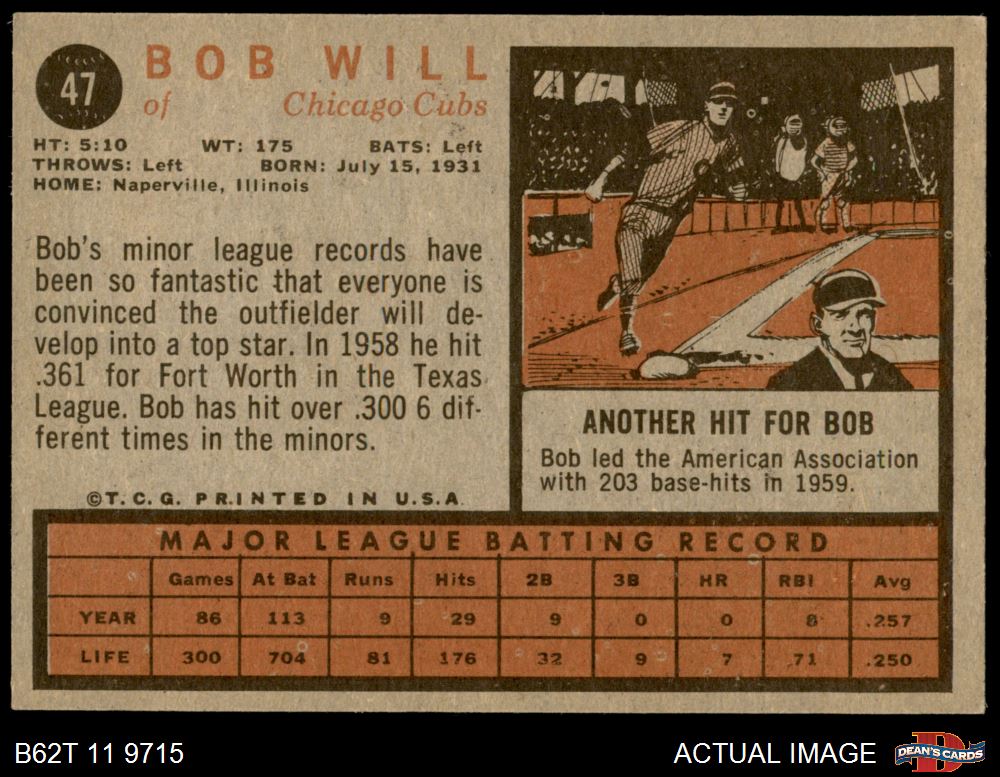 47
BOB WILL
of Chicago Cubs
HT: 5:10 WT: 175 BATS: Left
THROWS: Left BORN: July 15, 1931
HOME: Naperville, Illinois
Bob's minor league records have
been so fantastic that everyone is
convinced the outfielder will de-
velop into a top star. In 1958 he hit
.361 for Fort Worth in the Texas
League. Bob has hit over .300 6 dif-
ferent times in the minors.
©T.C.G. PRINTED IN U.S.A.
ANOTHER HIT FOR BOB
Bob led the American Association
with 203 base-hits in 1959.
MAJOR LEAGUE BATTING RECORD
Games At Bat Runs Hits 2B 3B HR RBI Avg
YEAR 86 113 9 29 9 0 0 8 .257
LIFE 300 704 81 176 32 9 7 71 .250
B62T 11 9715
ACTUAL IMAGE
D
DEAN'S CARDS